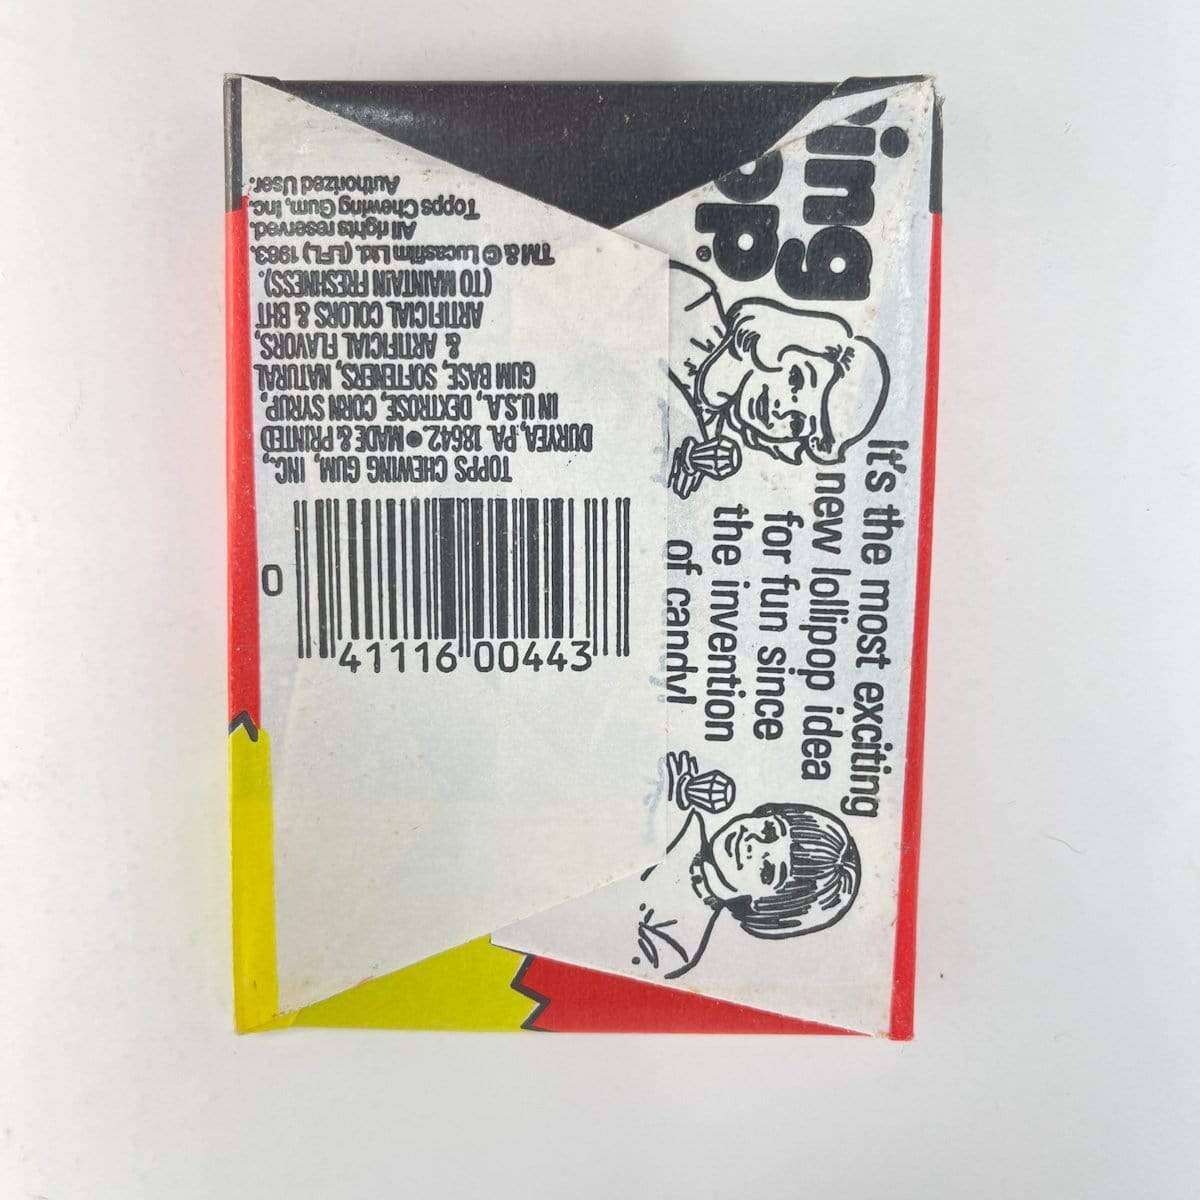 TOPPS CHEWING GUM, INC.,
DURYEA, PA. 18642 • MADE & PRINTED
IN U.S.A., DEXTROSE, CORN SYRUP,
GUM BASE, SOFTENERS, NATURAL
& ARTIFICIAL FLAVORS,
ARTIFICIAL COLORS & BHT
(TO MAINTAIN FRESHNESS).
TM & © Lucasfilm Ltd. (LFL) 1983.
All rights reserved.
Topps Chewing Gum, Inc.,
Authorized User.
0 41116 00443
ring
op®
It's the most exciting
new lollipop idea
for fun since
the invention
of candy!